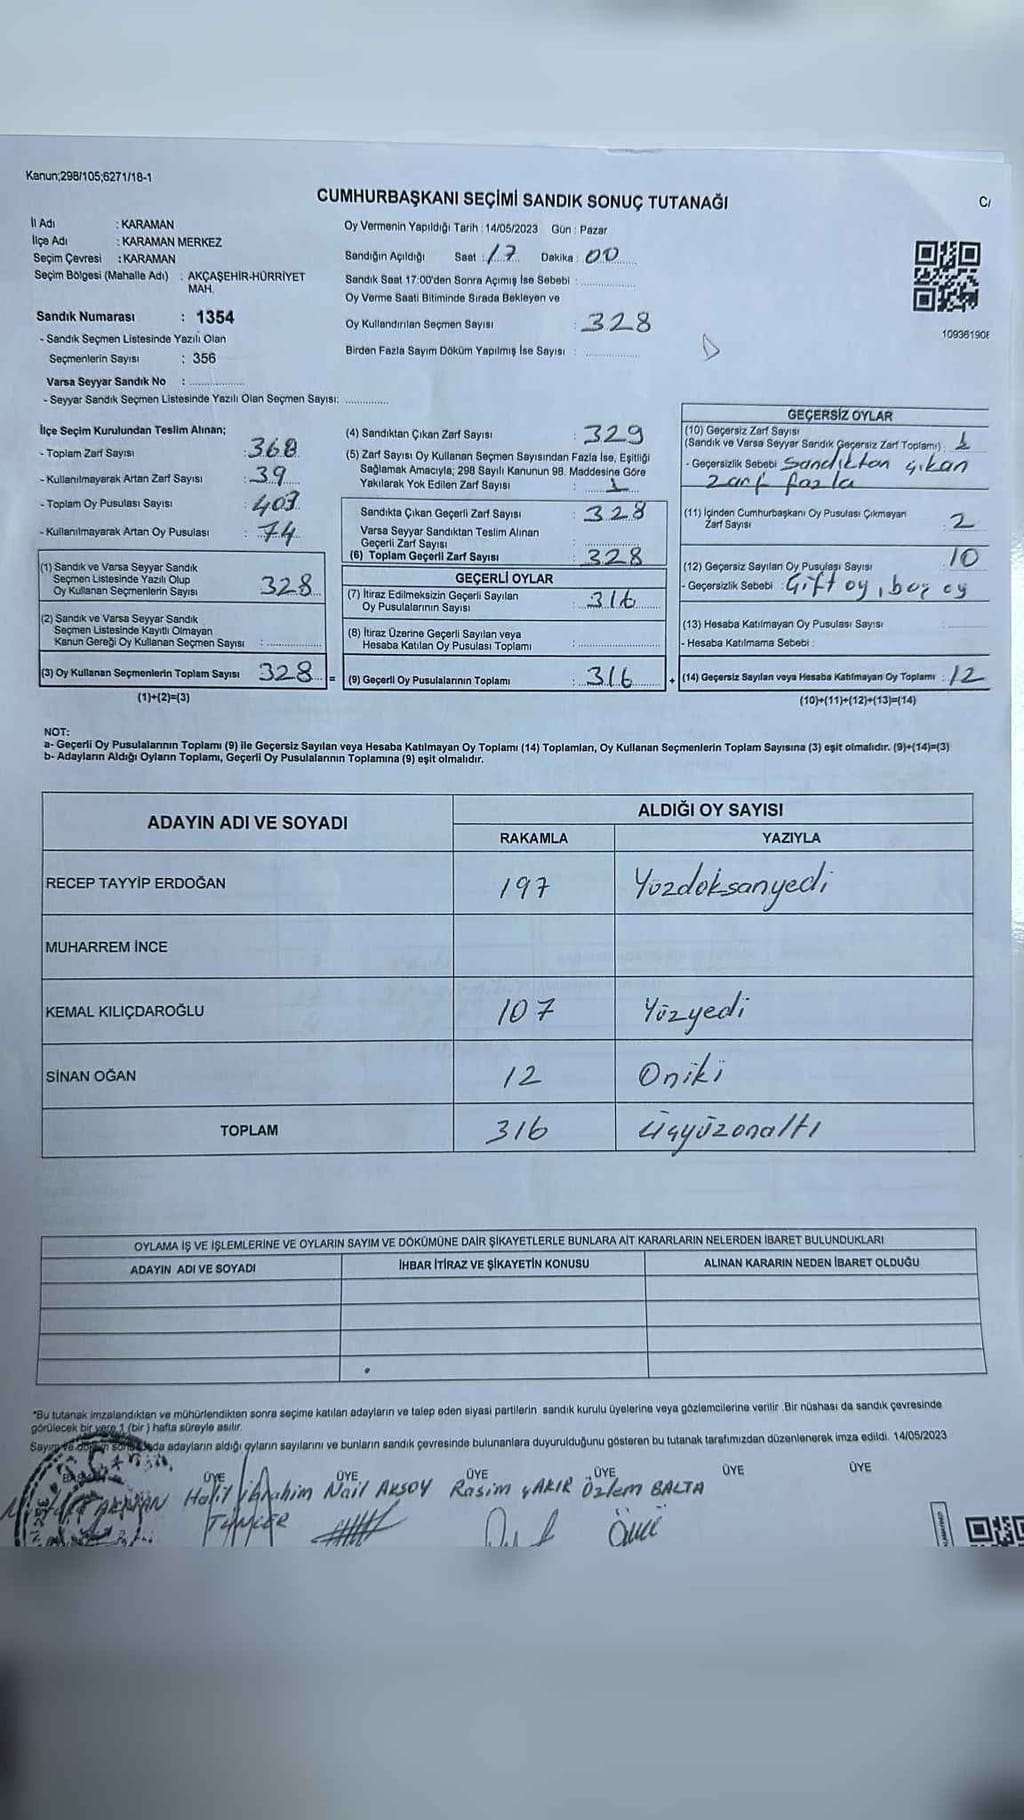 Kanun;298/105;6271/18-1
CUMHURBAŞKANI SEÇİMİ SANDIK SONUÇ TUTANAĞI
C/
İl Adı : KARAMAN
İlçe Adı : KARAMAN MERKEZ
Seçim Çevresi : KARAMAN
Seçim Bölgesi (Mahalle Adı) : AKÇAŞEHİR-HÜRRİYET
MAH.
Sandık Numarası : 1354
- Sandık Seçmen Listesinde Yazılı Olan
Seçmenlerin Sayısı : 356
Varsa Seyyar Sandık No : ................
- Seyyar Sandık Seçmen Listesinde Yazılı Olan Seçmen Sayısı: .............
Oy Vermenin Yapıldığı Tarih : 14/05/2023 Gün : Pazar
Sandığın Açıldığı Saat : 17 Dakika : 00
Sandık Saat 17:00'den Sonra Açımış İse Sebebi : ................
Oy Verme Saati Bitiminde Sırada Bekleyen ve
Oy Kullandırılan Seçmen Sayısı : 328
Birden Fazla Sayım Döküm Yapılmış İse Sayısı : ................
109361908
İlçe Seçim Kurulundan Teslim Alınan;
- Toplam Zarf Sayısı : 368
- Kullanılmayarak Artan Zarf Sayısı : 39
- Toplam Oy Pusulası Sayısı : 403
- Kullanılmayarak Artan Oy Pusulası : 74
(1) Sandık ve Varsa Seyyar Sandık
Seçmen Listesinde Yazılı Olup
Oy Kullanan Seçmenlerin Sayısı : 328
(2) Sandık ve Varsa Seyyar Sandık
Seçmen Listesinde Kayıtlı Olmayan
Kanun Gereği Oy Kullanan Seçmen Sayısı : ................
(3) Oy Kullanan Seçmenlerin Toplam Sayısı : 328 =
(1)+(2)=(3)
(4) Sandıktan Çıkan Zarf Sayısı : 329
(5) Zarf Sayısı Oy Kullanan Seçmen Sayısından Fazla İse, Eşitliği
Sağlamak Amacıyla; 298 Sayılı Kanunun 98. Maddesine Göre
Yakılarak Yok Edilen Zarf Sayısı : 1
Sandıkta Çıkan Geçerli Zarf Sayısı : 328
Varsa Seyyar Sandıktan Teslim Alınan
Geçerli Zarf Sayısı : ................
(6) Toplam Geçerli Zarf Sayısı : 328
GEÇERLİ OYLAR
(7) İtiraz Edilmeksizin Geçerli Sayılan
Oy Pusulalarının Sayısı : 316
(8) İtiraz Üzerine Geçerli Sayılan veya
Hesaba Katılan Oy Pusulası Toplamı : ................
(9) Geçerli Oy Pusulalarının Toplamı : 316 +
GEÇERSİZ OYLAR
(10) Geçersiz Zarf Sayısı
(Sandık ve Varsa Seyyar Sandık Geçersiz Zarf Toplamı) :
- Geçersizlik Sebebi Sandıktan çıkan
zarf fazla
(11) İçinden Cumhurbaşkanı Oy Pusulası Çıkmayan
Zarf Sayısı : 2
(12) Geçersiz Sayılan Oy Pusulası Sayısı : 10
- Geçersizlik Sebebi : Çift oy, boş oy
(13) Hesaba Katılmayan Oy Pusulası Sayısı : ................
- Hesaba Katılmama Sebebi :
(14) Geçersiz Sayılan veya Hesaba Katılmayan Oy Toplamı : 12
(10)+(11)+(12)+(13)=(14)
NOT:
a- Geçerli Oy Pusulalarının Toplamı (9) ile Geçersiz Sayılan veya Hesaba Katılmayan Oy Toplamı (14) Toplamları, Oy Kullanan Seçmenlerin Toplam Sayısına (3) eşit olmalıdır. (9)+(14)=(3)
b- Adayların Aldığı Oyların Toplamı, Geçerli Oy Pusulalarının Toplamına (9) eşit olmalıdır.
ADAYIN ADI VE SOYADI
ALDIĞI OY SAYISI
RAKAMLA YAZIYLA
RECEP TAYYİP ERDOĞAN 197 Yüzdoksanyedi
MUHARREM İNCE
KEMAL KILIÇDAROĞLU 107 Yüzyedi
SİNAN OĞAN 12 Oniki
TOPLAM 316 üçyüzonaltı
OYLAMA İŞ VE İŞLEMLERİNE VE OYLARIN SAYIM VE DÖKÜMÜNE DAİR ŞİKAYETLERLE BUNLARA AİT KARARLARIN NELERDEN İBARET BULUNDUKLARI
ADAYIN ADI VE SOYADI İHBAR İTİRAZ VE ŞİKAYETİN KONUSU ALINAN KARARIN NEDEN İBARET OLDUĞU
*Bu tutanak imzalandıktan ve mühürlendikten sonra seçime katılan adayların ve talep eden siyasi partilerin sandık kurulu üyelerine veya gözlemcilerine verilir .Bir nüshası da sandık çevresinde
görülecek bir yere 1 (bir ) hafta süreyle asılır.
Sayım ve döküm da adayların aldığı oyların sayılarını ve bunların sandık çevresinde bulunanlara duyurulduğunu gösteren bu tutanak tarafımızdan düzenlenerek imza edildi. 14/05/2023
ÜYE ÜYE ÜYE ÜYE ÜYE ÜYE
Halil İbrahim Nail AKSOY Rasim ÇAKIR Özlem BALTA
TUNCER